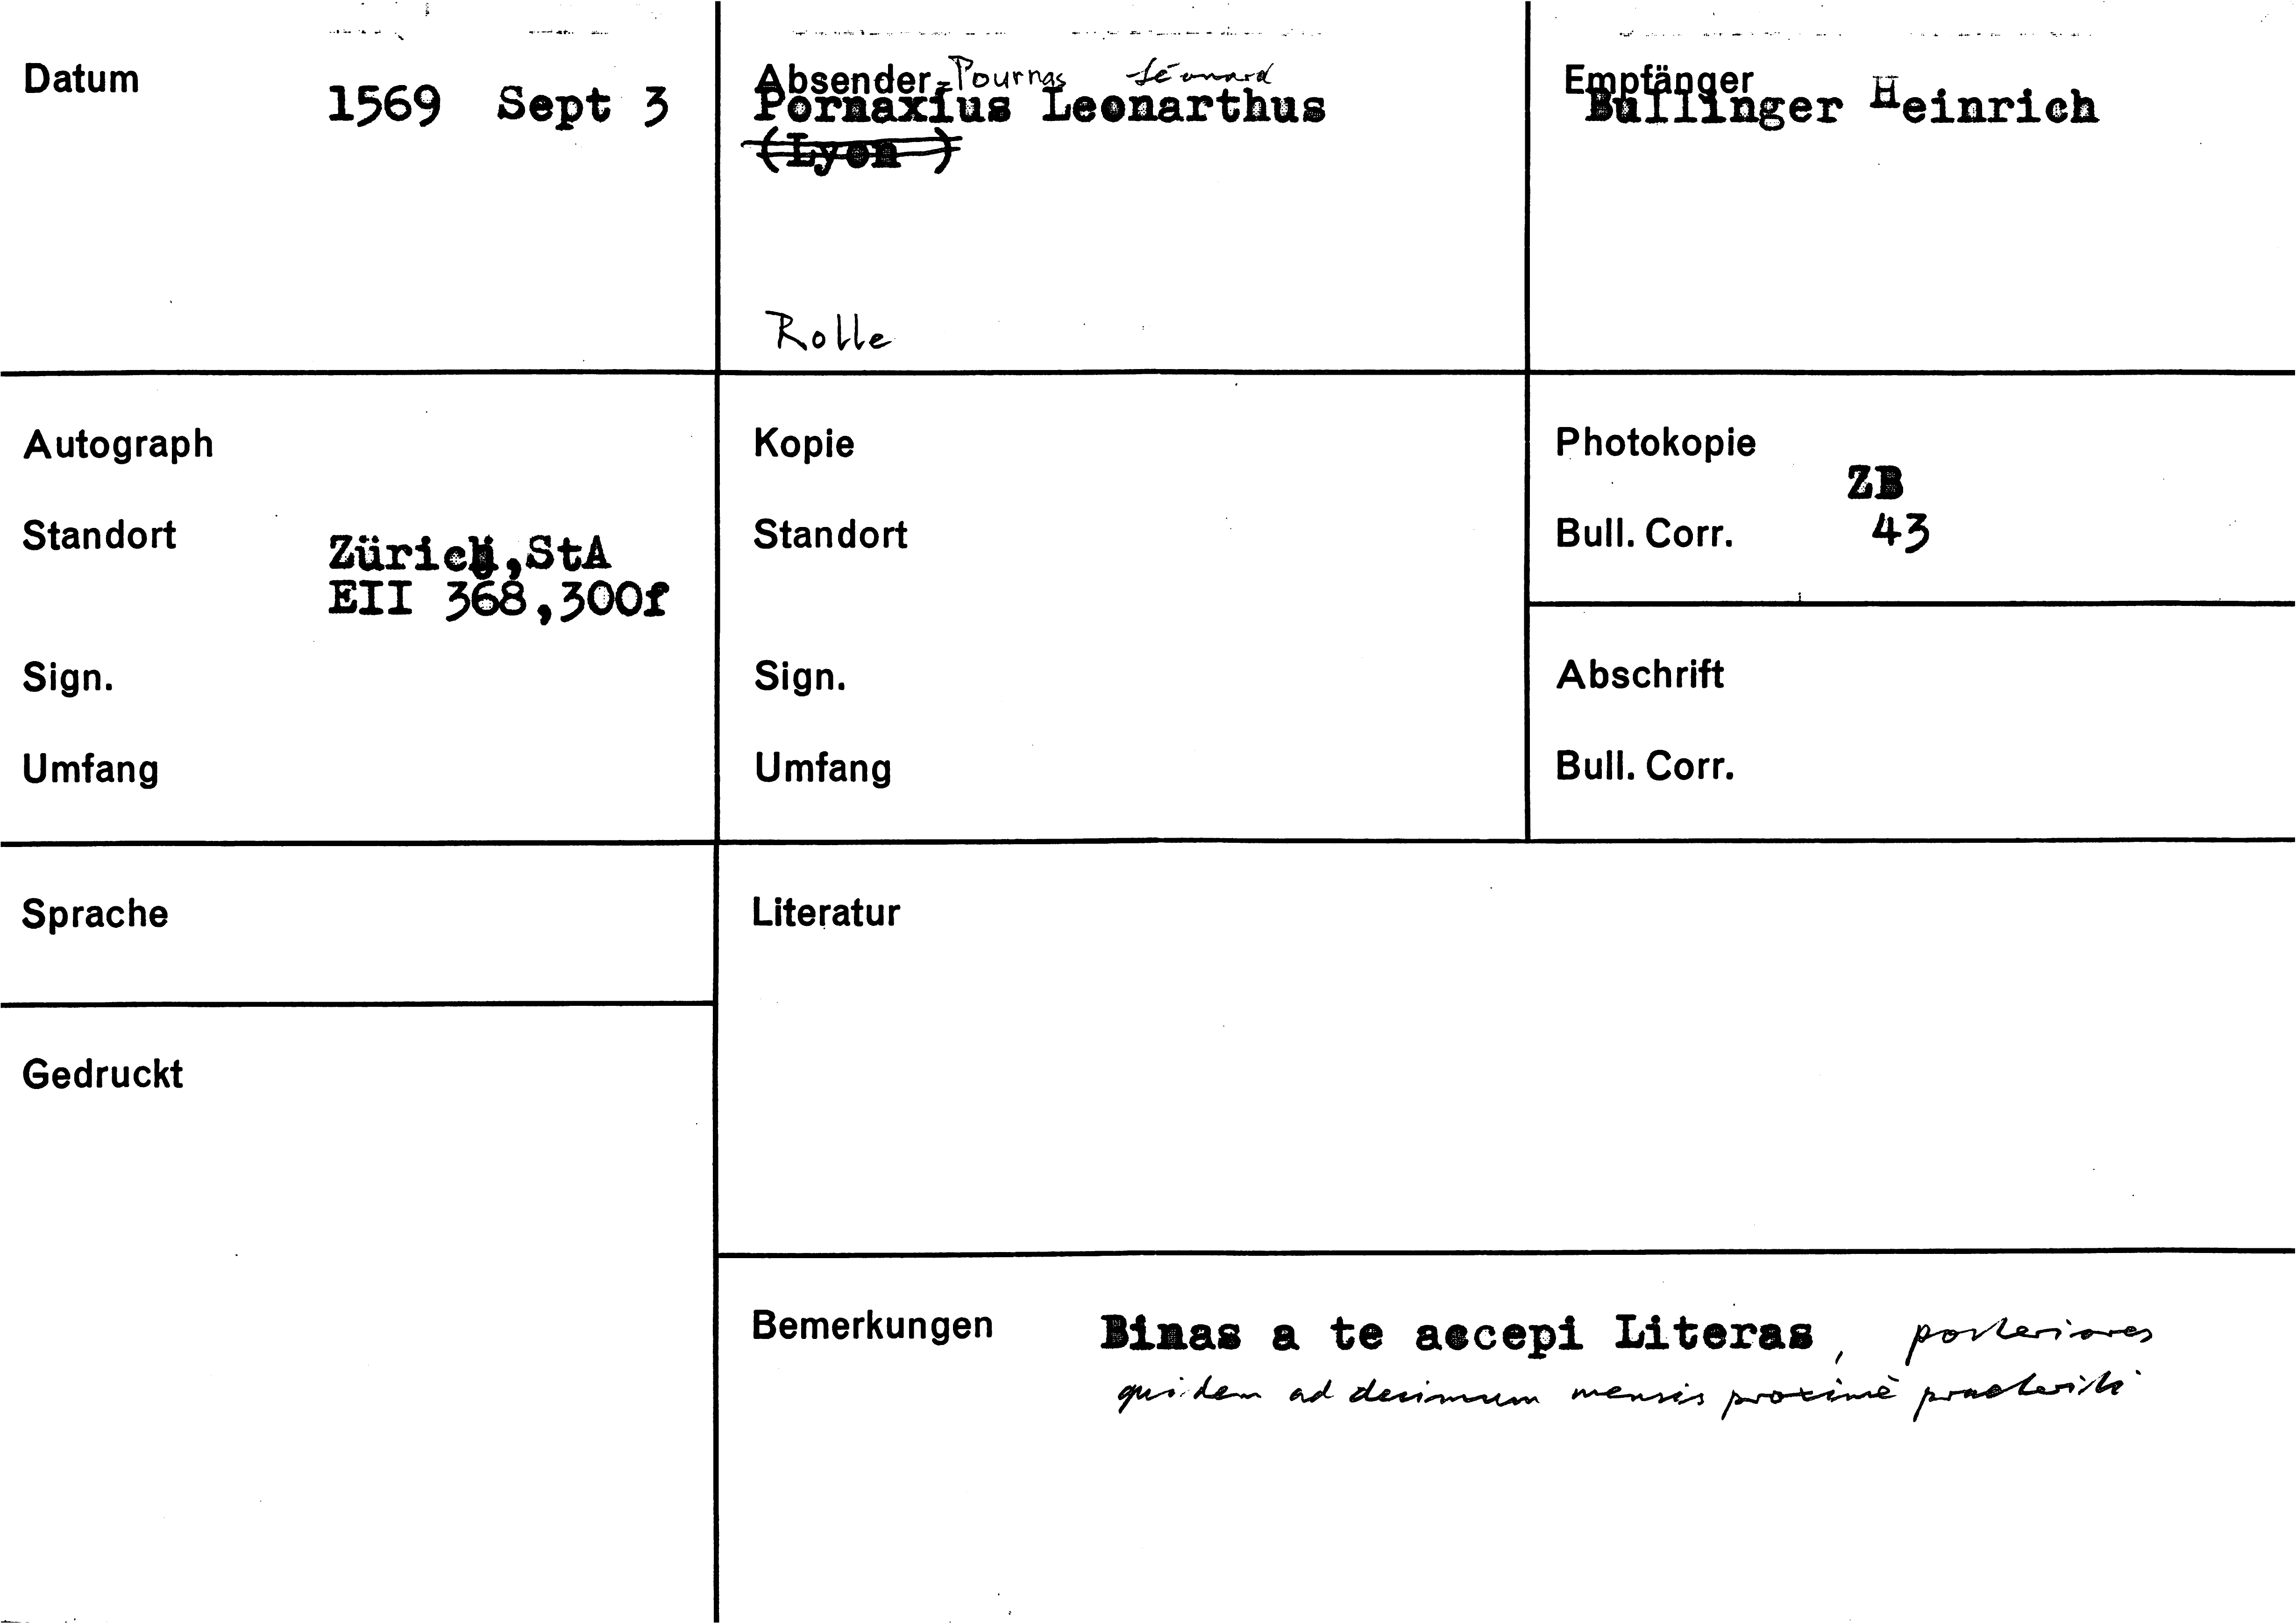 Datum
1569 Sept 3
Absender = Pournas Léonard
Pornaxius Leonarthus
(Lyon )
Rolle
Empfänger
Bullinger Heinrich
Autograph
Standort
Zürich,StA
EII 368,300f
Sign.
Umfang
Kopie
Standort
Sign.
Umfang
Photokopie
ZB
Bull. Corr. 43
Abschrift
Bull. Corr.
Sprache
Gedruckt
Literatur
Bemerkungen
Binas a te accepi Literas, posteriores
quidem ad decimum mensis proximè praeteriti